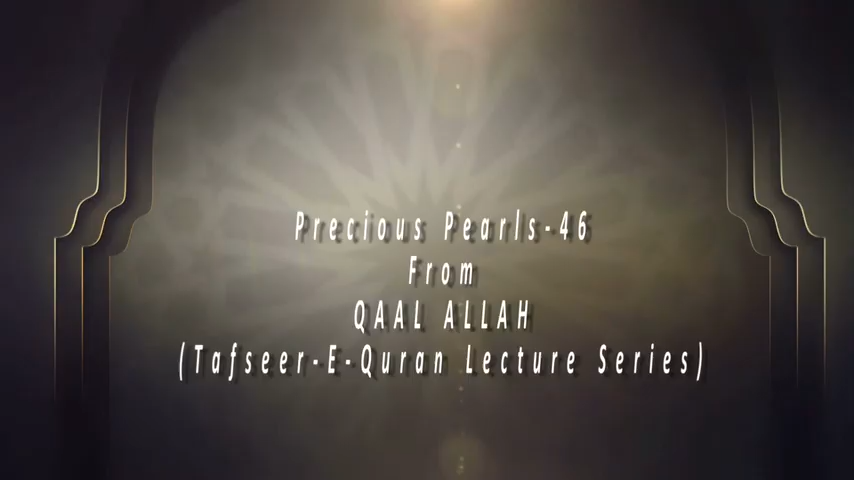 Precious Pearls-46
From
QAAL ALLAH
(Tafseer-E-Quran Lecture Series)